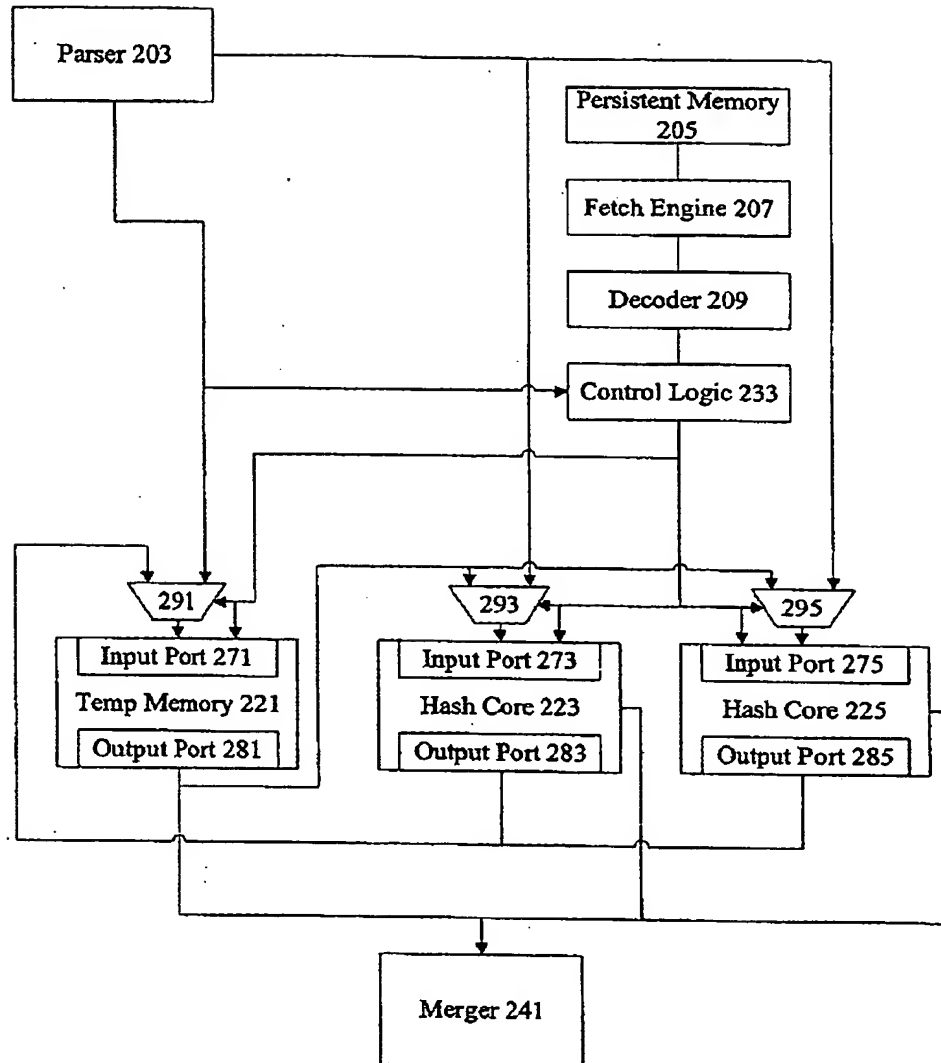 Parser 203
Persistent Memory
205
Fetch Engine 207
Decoder 209
Control Logic 233
291
293
295
Input Port 271
Temp Memory 221
Output Port 281
Input Port 273
Hash Core 223
Output Port 283
Input Port 275
Hash Core 225
Output Port 285
Merger 241